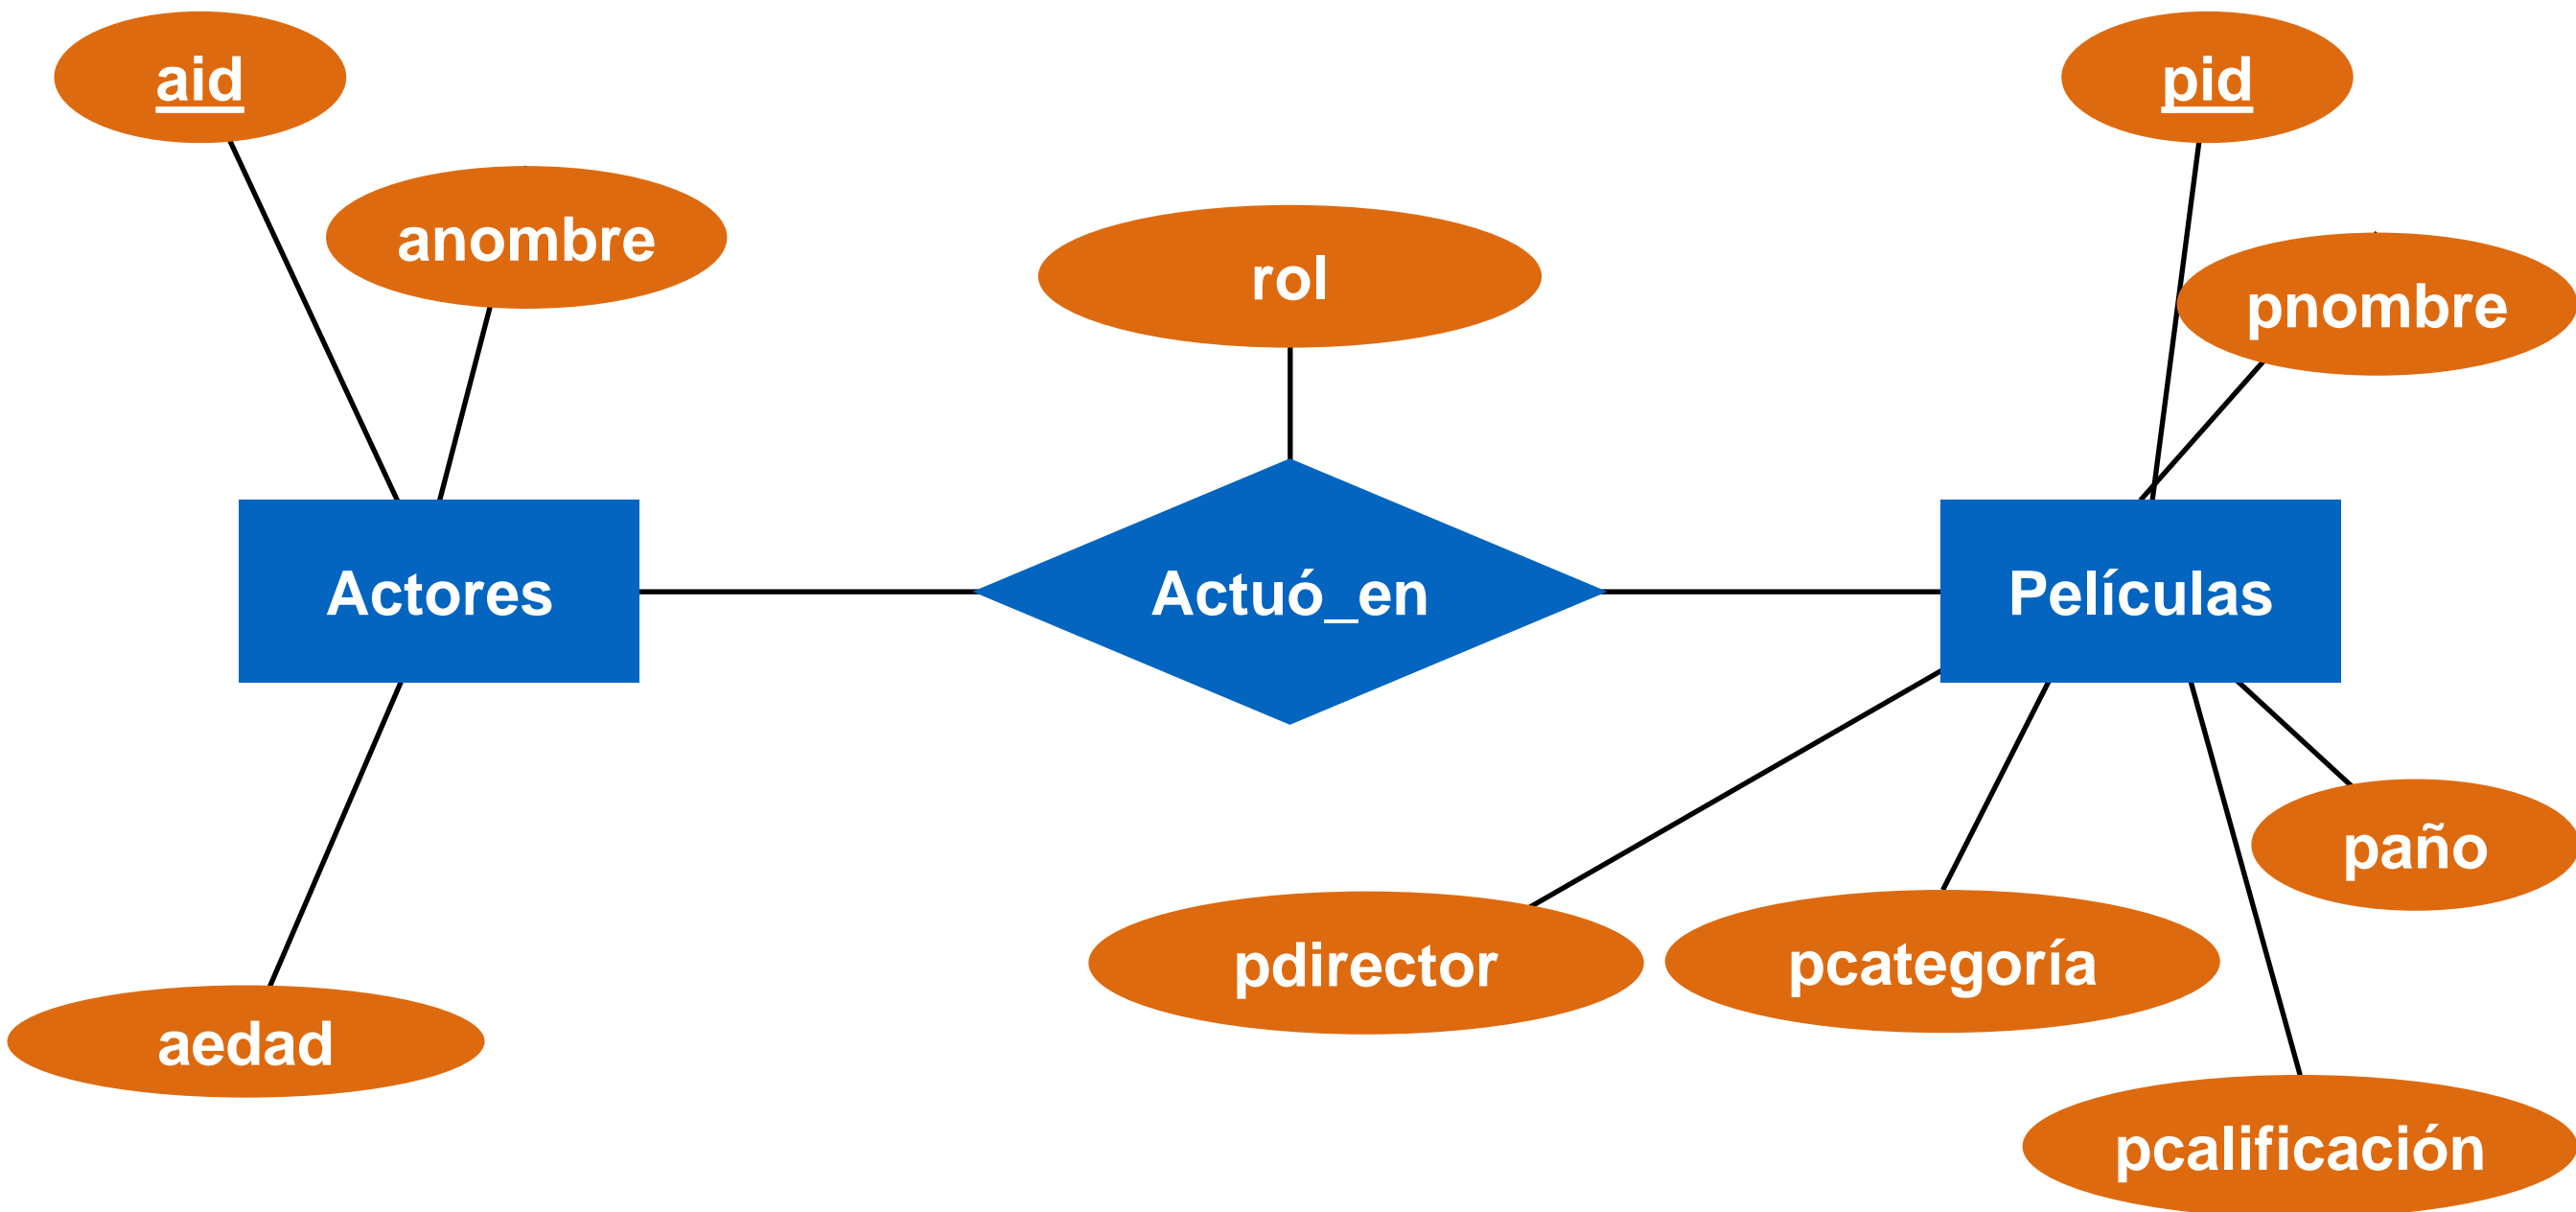 aid
pid
anombre
rol
pnombre
Actores
Actuó_en
Películas
paño
pdirector
pcategoría
aedad
pcalificación